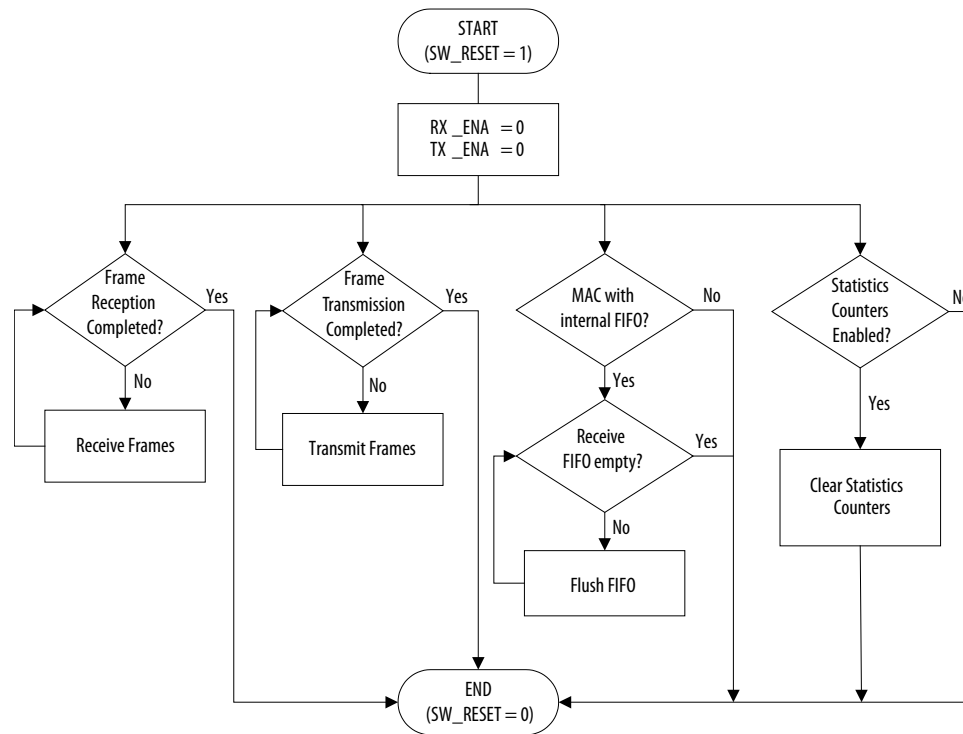 START
(SW_RESET = 1)
RX _ENA = 0
TX _ENA = 0
Frame
Reception
Completed?
Yes
No
Receive Frames
Frame
Transmission
Completed?
Yes
No
Transmit Frames
MAC with
internal FIFO?
No
Yes
Receive
FIFO empty?
Yes
No
Flush FIFO
Statistics
Counters
Enabled?
No
Yes
Clear Statistics
Counters
END
(SW_RESET = 0)